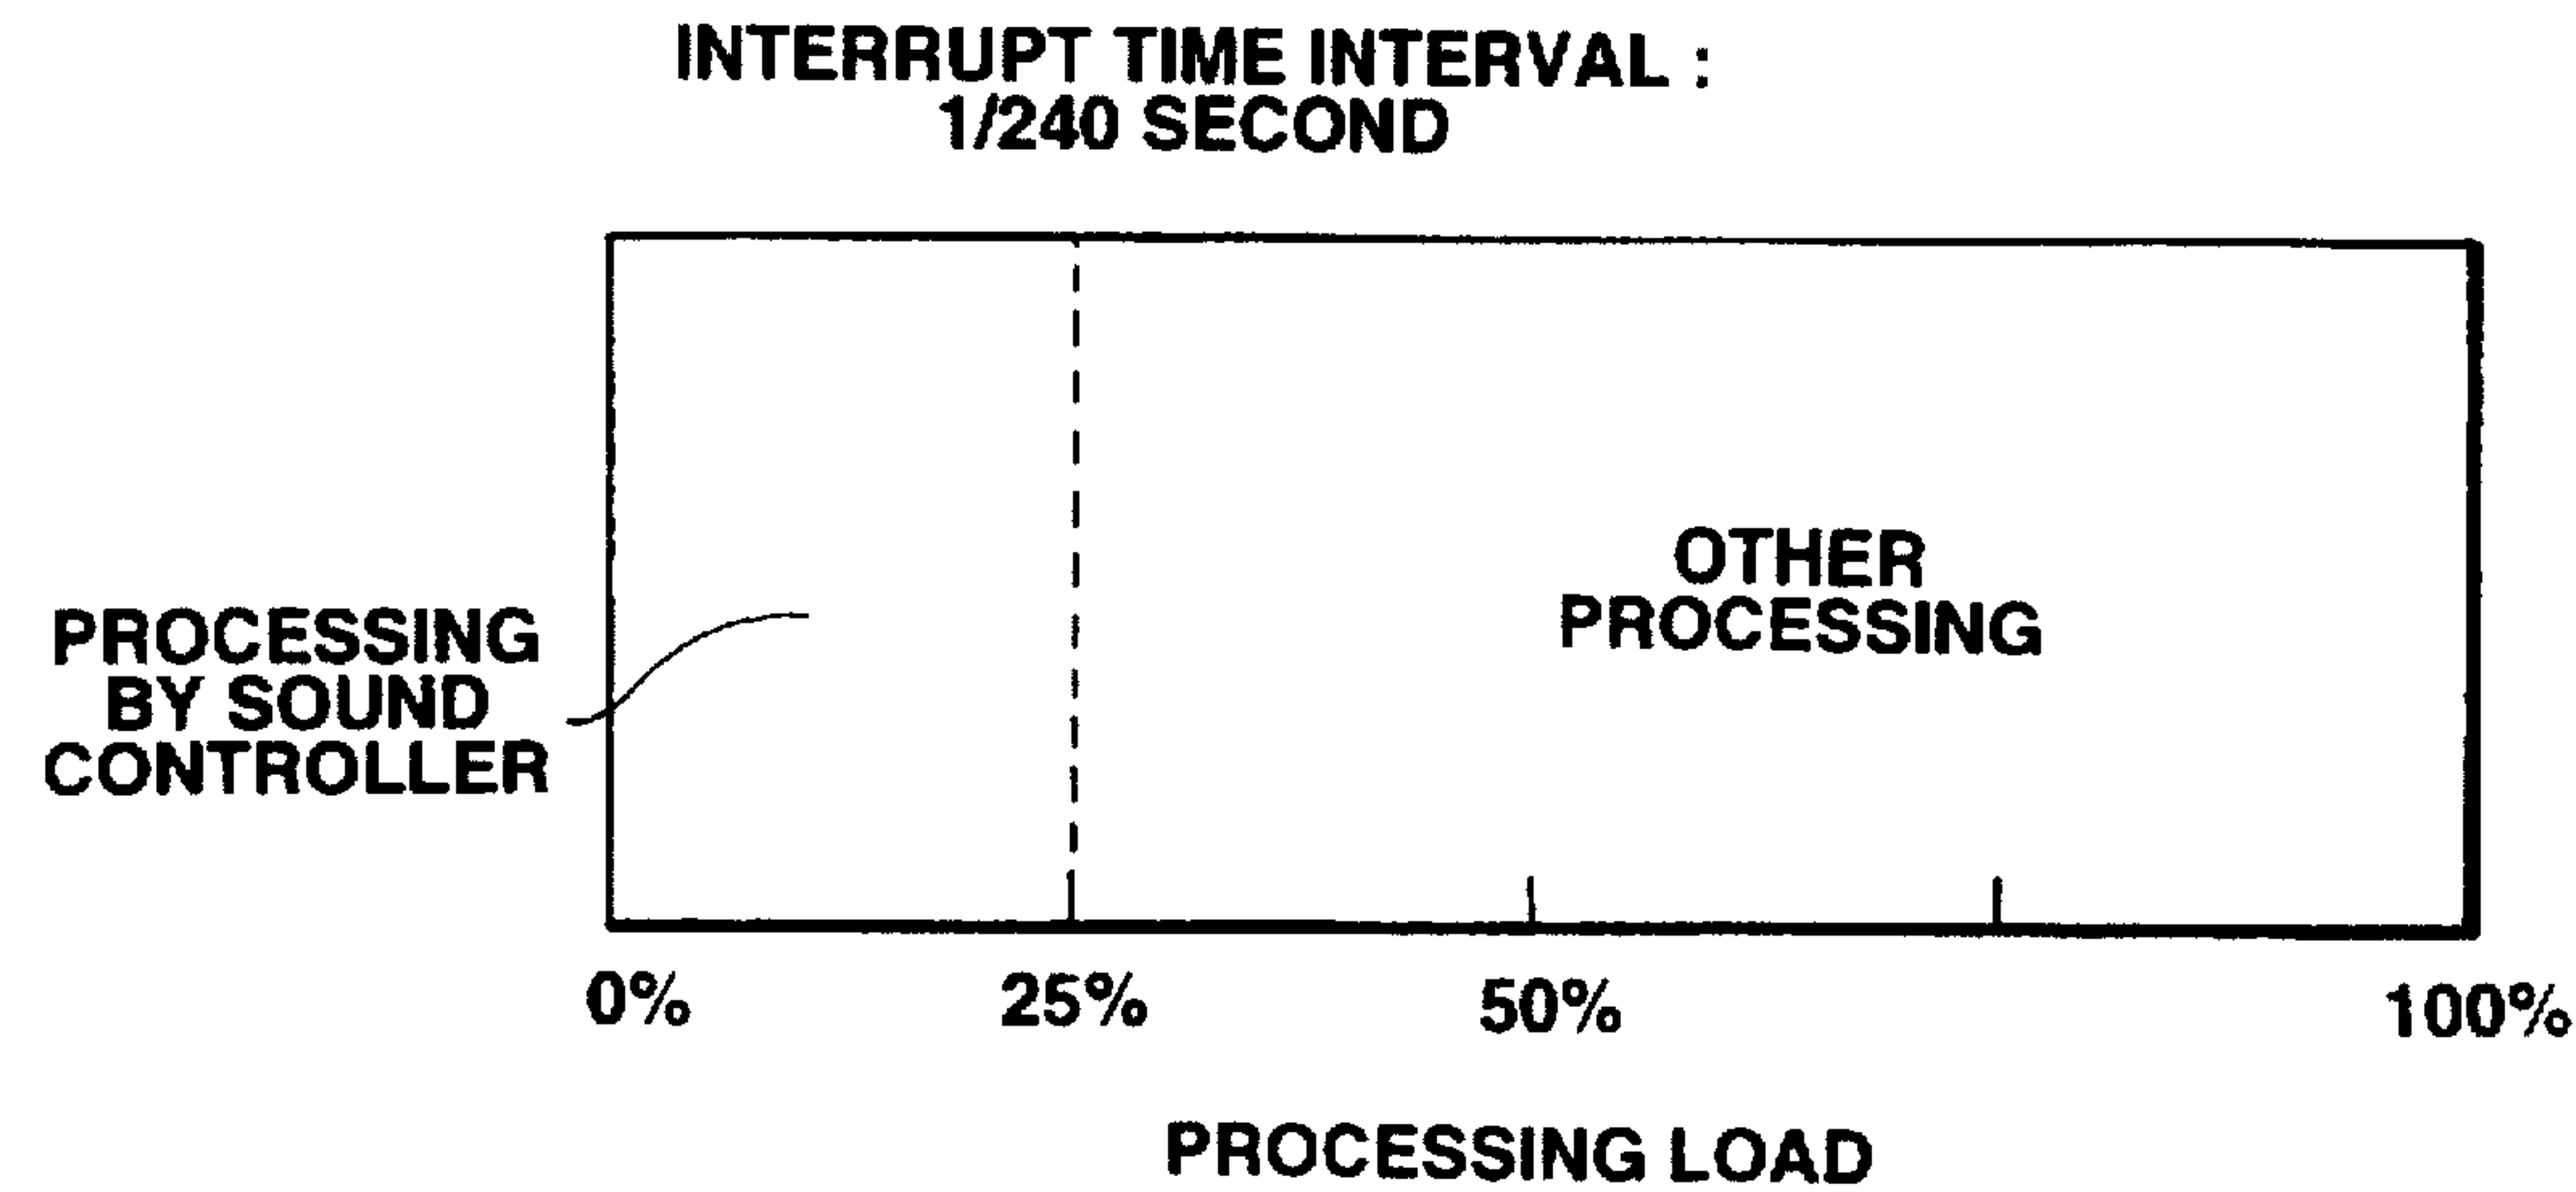 INTERRUPT TIME INTERVAL :
1/240 SECOND
OTHER
PROCESSING
PROCESSING
BY SOUND
CONTROLLER
0%
25%
50%
100%
PROCESSING LOAD